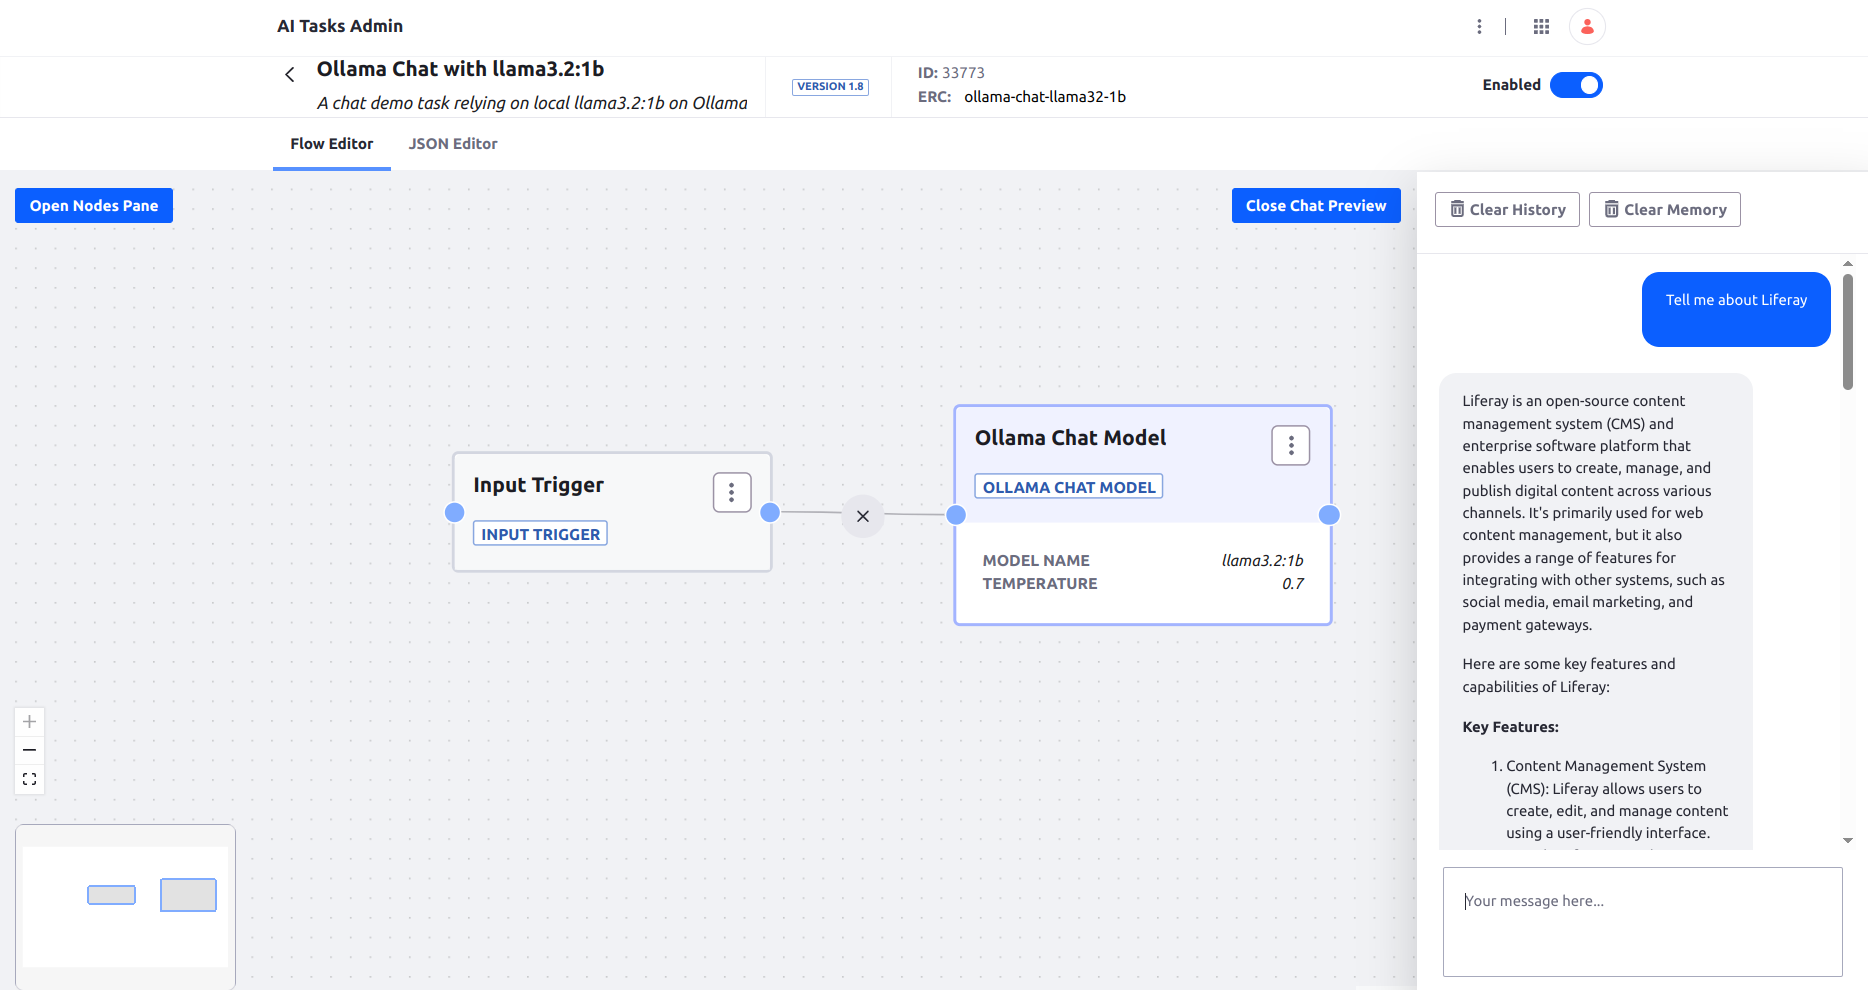 AI Tasks Admin
Ollama Chat with llama3.2:1b
A chat demo task relying on local llama3.2:1b on Ollama
VERSION 1.8
ID: 33773
ERC: ollama-chat-llama32-1b
Enabled
Flow Editor
JSON Editor
Open Nodes Pane
Close Chat Preview
Clear History
Clear Memory
Input Trigger
INPUT TRIGGER
Ollama Chat Model
OLLAMA CHAT MODEL
MODEL NAME llama3.2:1b
TEMPERATURE 0.7
Tell me about Liferay
Liferay is an open-source content
management system (CMS) and
enterprise software platform that
enables users to create, manage, and
publish digital content across various
channels. It's primarily used for web
content management, but it also
provides a range of features for
integrating with other systems, such as
social media, email marketing, and
payment gateways.
Here are some key features and
capabilities of Liferay:
Key Features:
1. Content Management System
(CMS): Liferay allows users to
create, edit, and manage content
using a user-friendly interface.
Your message here...